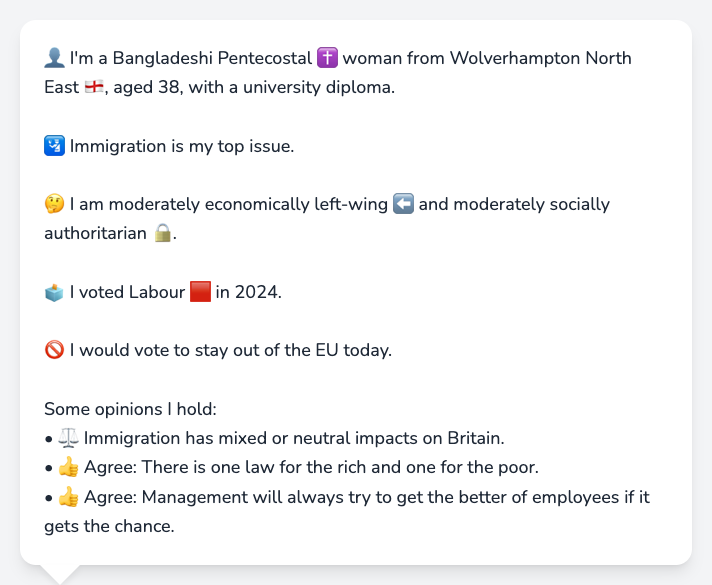 👤 I'm a Bangladeshi Pentecostal ✝️ woman from Wolverhampton North
East 🏴󠁧󠁢󠁥󠁮󠁧󠁿, aged 38, with a university diploma.
🛂 Immigration is my top issue.
🤔 I am moderately economically left-wing ⬅️ and moderately socially
authoritarian 🔒.
🗳️ I voted Labour 🟥 in 2024.
🚫 I would vote to stay out of the EU today.
Some opinions I hold:
• ⚖️ Immigration has mixed or neutral impacts on Britain.
• 👍 Agree: There is one law for the rich and one for the poor.
• 👍 Agree: Management will always try to get the better of employees if it
gets the chance.